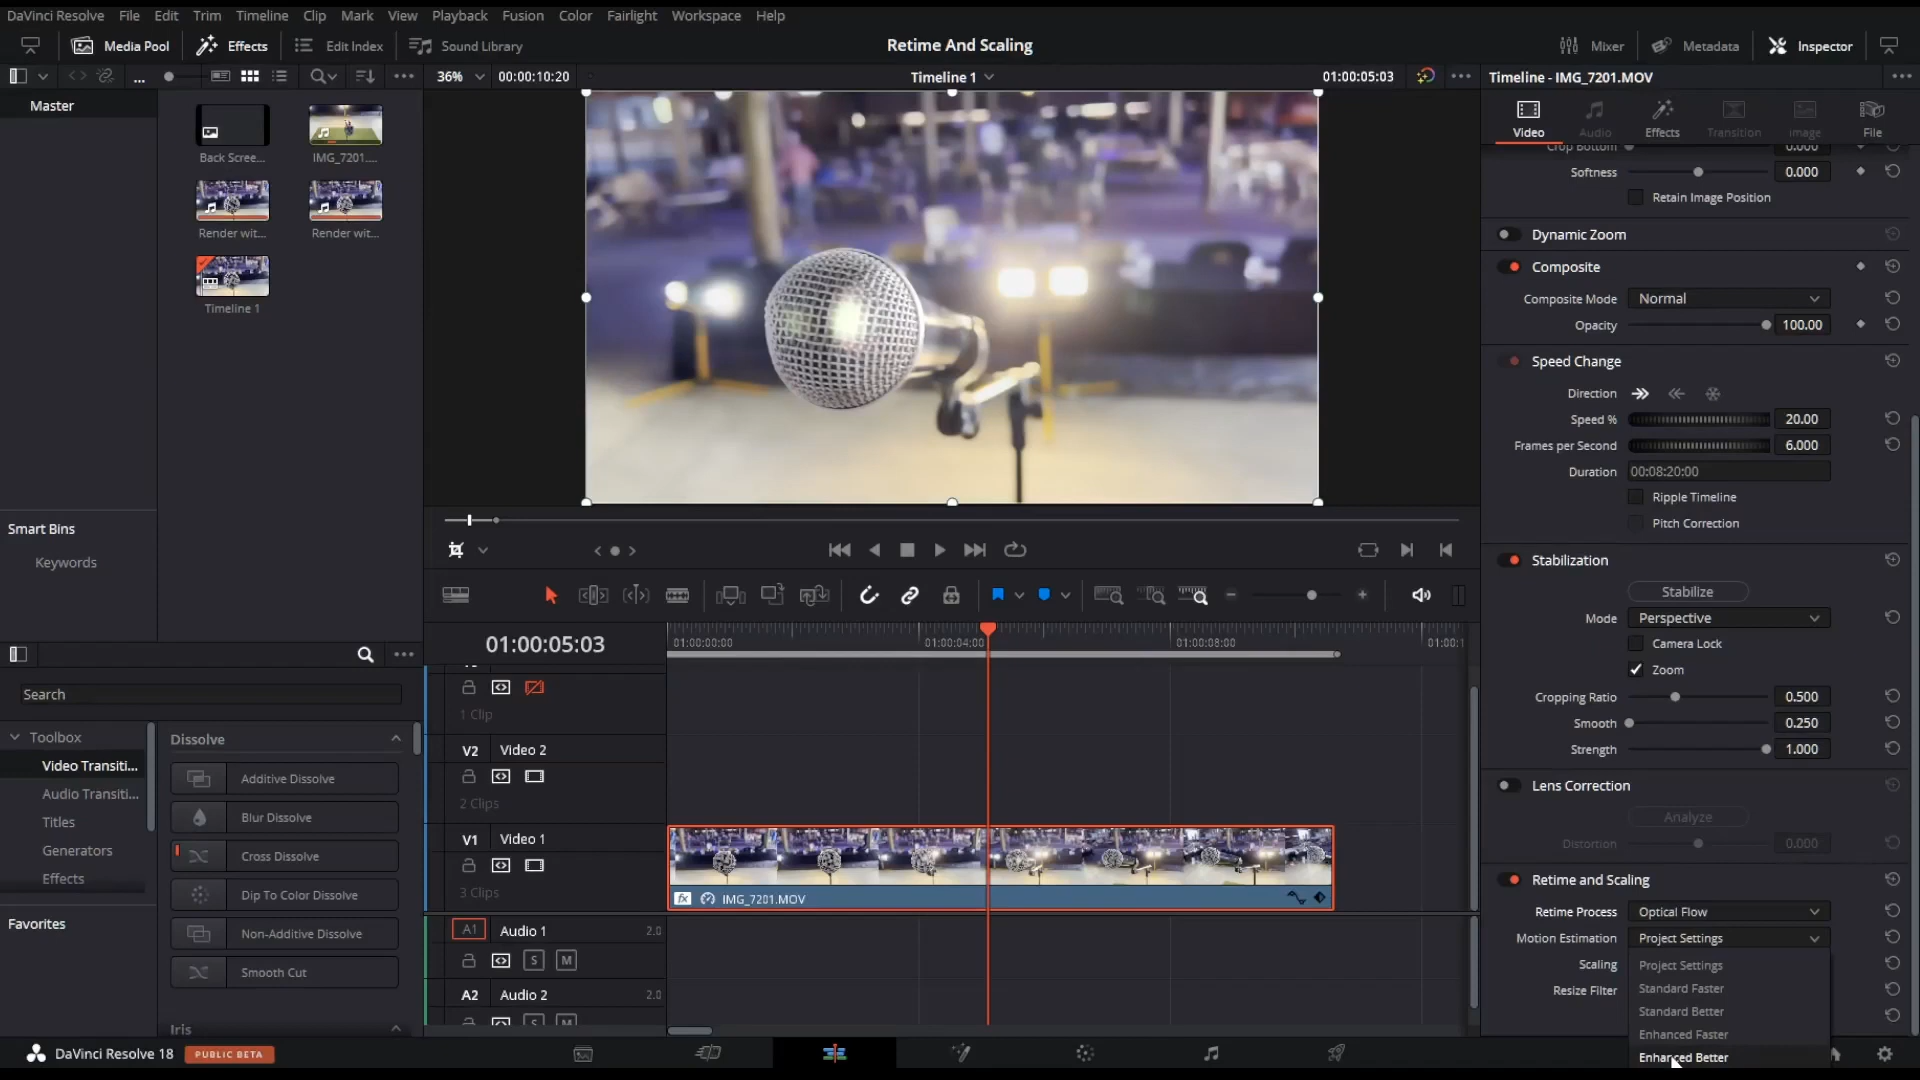 DaVinci Resolve File Edit Trim Timeline Clip Mark View Playback Fusion Color Fairlight Workspace Help
Media Pool Effects Edit Index Sound Library Retime And Scaling Mixer Metadata Inspector
36% 00:00:10:20 Timeline 1 01:00:05:03 Timeline - IMG_7201.MOV
Master
Back Scree...
IMG_7201....
Render wit...
Render wit...
Timeline 1
Smart Bins
Keywords
Search
Toolbox
Video Transiti...
Audio Transiti...
Titles
Generators
Effects
Favorites
Dissolve
Additive Dissolve
Blur Dissolve
Cross Dissolve
Dip To Color Dissolve
Non-Additive Dissolve
Smooth Cut
Iris
01:00:05:03
01:00:00:00 01:00:04:00 01:00:08:00 01:00:1
1 Clip
V2 Video 2
2 Clips
V1 Video 1
3 Clips
fx IMG_7201.MOV
A1 Audio 1 2.0
S M
A2 Audio 2 2.0
S M
Video Audio Effects Transition Image File
Crop Bottom 0.000
Softness 0.000
Retain Image Position
Dynamic Zoom
Composite
Composite Mode Normal
Opacity 100.00
Speed Change
Direction
Speed % 20.00
Frames per Second 6.000
Duration 00:08:20:00
Ripple Timeline
Pitch Correction
Stabilization
Stabilize
Mode Perspective
Camera Lock
Zoom
Cropping Ratio 0.500
Smooth 0.250
Strength 1.000
Lens Correction
Analyze
Distortion 0.000
Retime and Scaling
Retime Process Optical Flow
Motion Estimation Project Settings
Scaling Project Settings
Resize Filter Standard Faster
Standard Better
Enhanced Faster
Enhanced Better
DaVinci Resolve 18 PUBLIC BETA